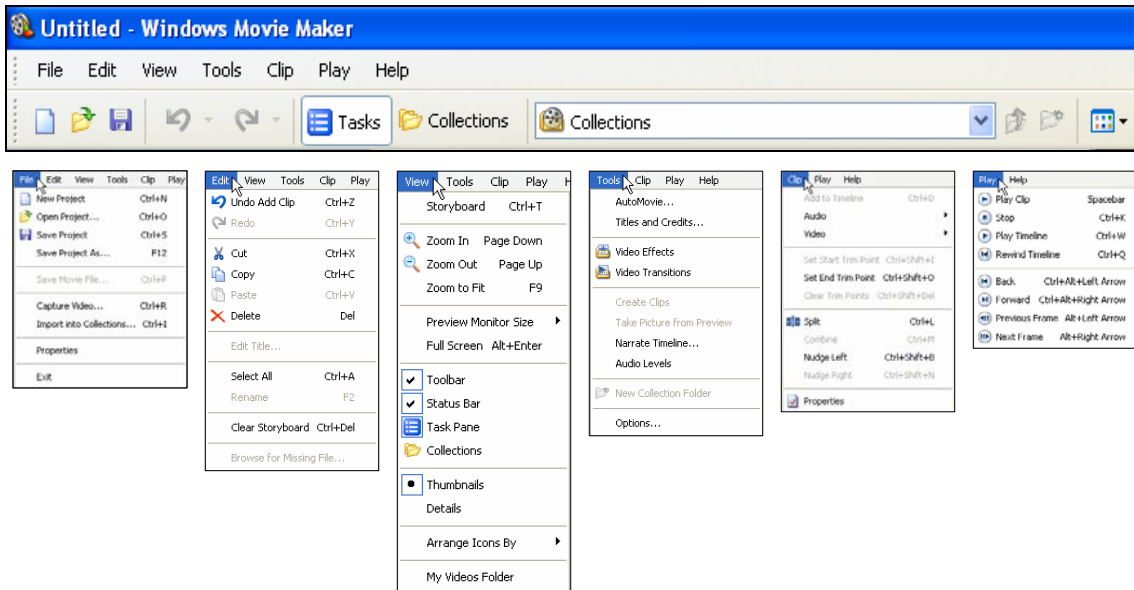 Untitled - Windows Movie Maker
File Edit View Tools Clip Play Help
Tasks Collections Collections
File Edit View Tools Clip Play
New Project Ctrl+N
Open Project... Ctrl+O
Save Project Ctrl+S
Save Project As... F12
Save Movie File... Ctrl+P
Capture Video... Ctrl+R
Import into Collections... Ctrl+I
Properties
Exit
Edit View Tools Clip Play
Undo Add Clip Ctrl+Z
Redo Ctrl+Y
Cut Ctrl+X
Copy Ctrl+C
Paste Ctrl+V
Delete Del
Edit Title...
Select All Ctrl+A
Rename F2
Clear Storyboard Ctrl+Del
Browse for Missing File...
View Tools Clip Play H
Storyboard Ctrl+T
Zoom In Page Down
Zoom Out Page Up
Zoom to Fit F9
Preview Monitor Size
Full Screen Alt+Enter
Toolbar
Status Bar
Task Pane
Collections
Thumbnails
Details
Arrange Icons By
My Videos Folder
Tools Clip Play Help
AutoMovie...
Titles and Credits...
Video Effects
Video Transitions
Create Clips
Take Picture from Preview
Narrate Timeline...
Audio Levels
New Collection Folder
Options...
Clip Play Help
Add to Timeline Ctrl+D
Audio
Video
Set Start Trim Point Ctrl+Shift+I
Set End Trim Point Ctrl+Shift+O
Clear Trim Points Ctrl+Shift+Del
Split Ctrl+L
Combine Ctrl+M
Nudge Left Ctrl+Shift+B
Nudge Right Ctrl+Shift+N
Properties
Play Help
Play Clip Spacebar
Stop Ctrl+K
Play Timeline Ctrl+W
Rewind Timeline Ctrl+Q
Back Ctrl+Alt+Left Arrow
Forward Ctrl+Alt+Right Arrow
Previous Frame Alt+Left Arrow
Next Frame Alt+Right Arrow